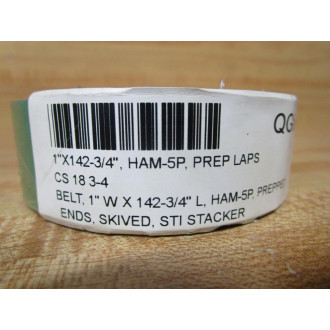 QG
1"X142-3/4", HAM-5P, PREP LAPS
CS 18 3-4
BELT, 1" W X 142-3/4" L, HAM-5P, PREPPED
ENDS, SKIVED, STI STACKER